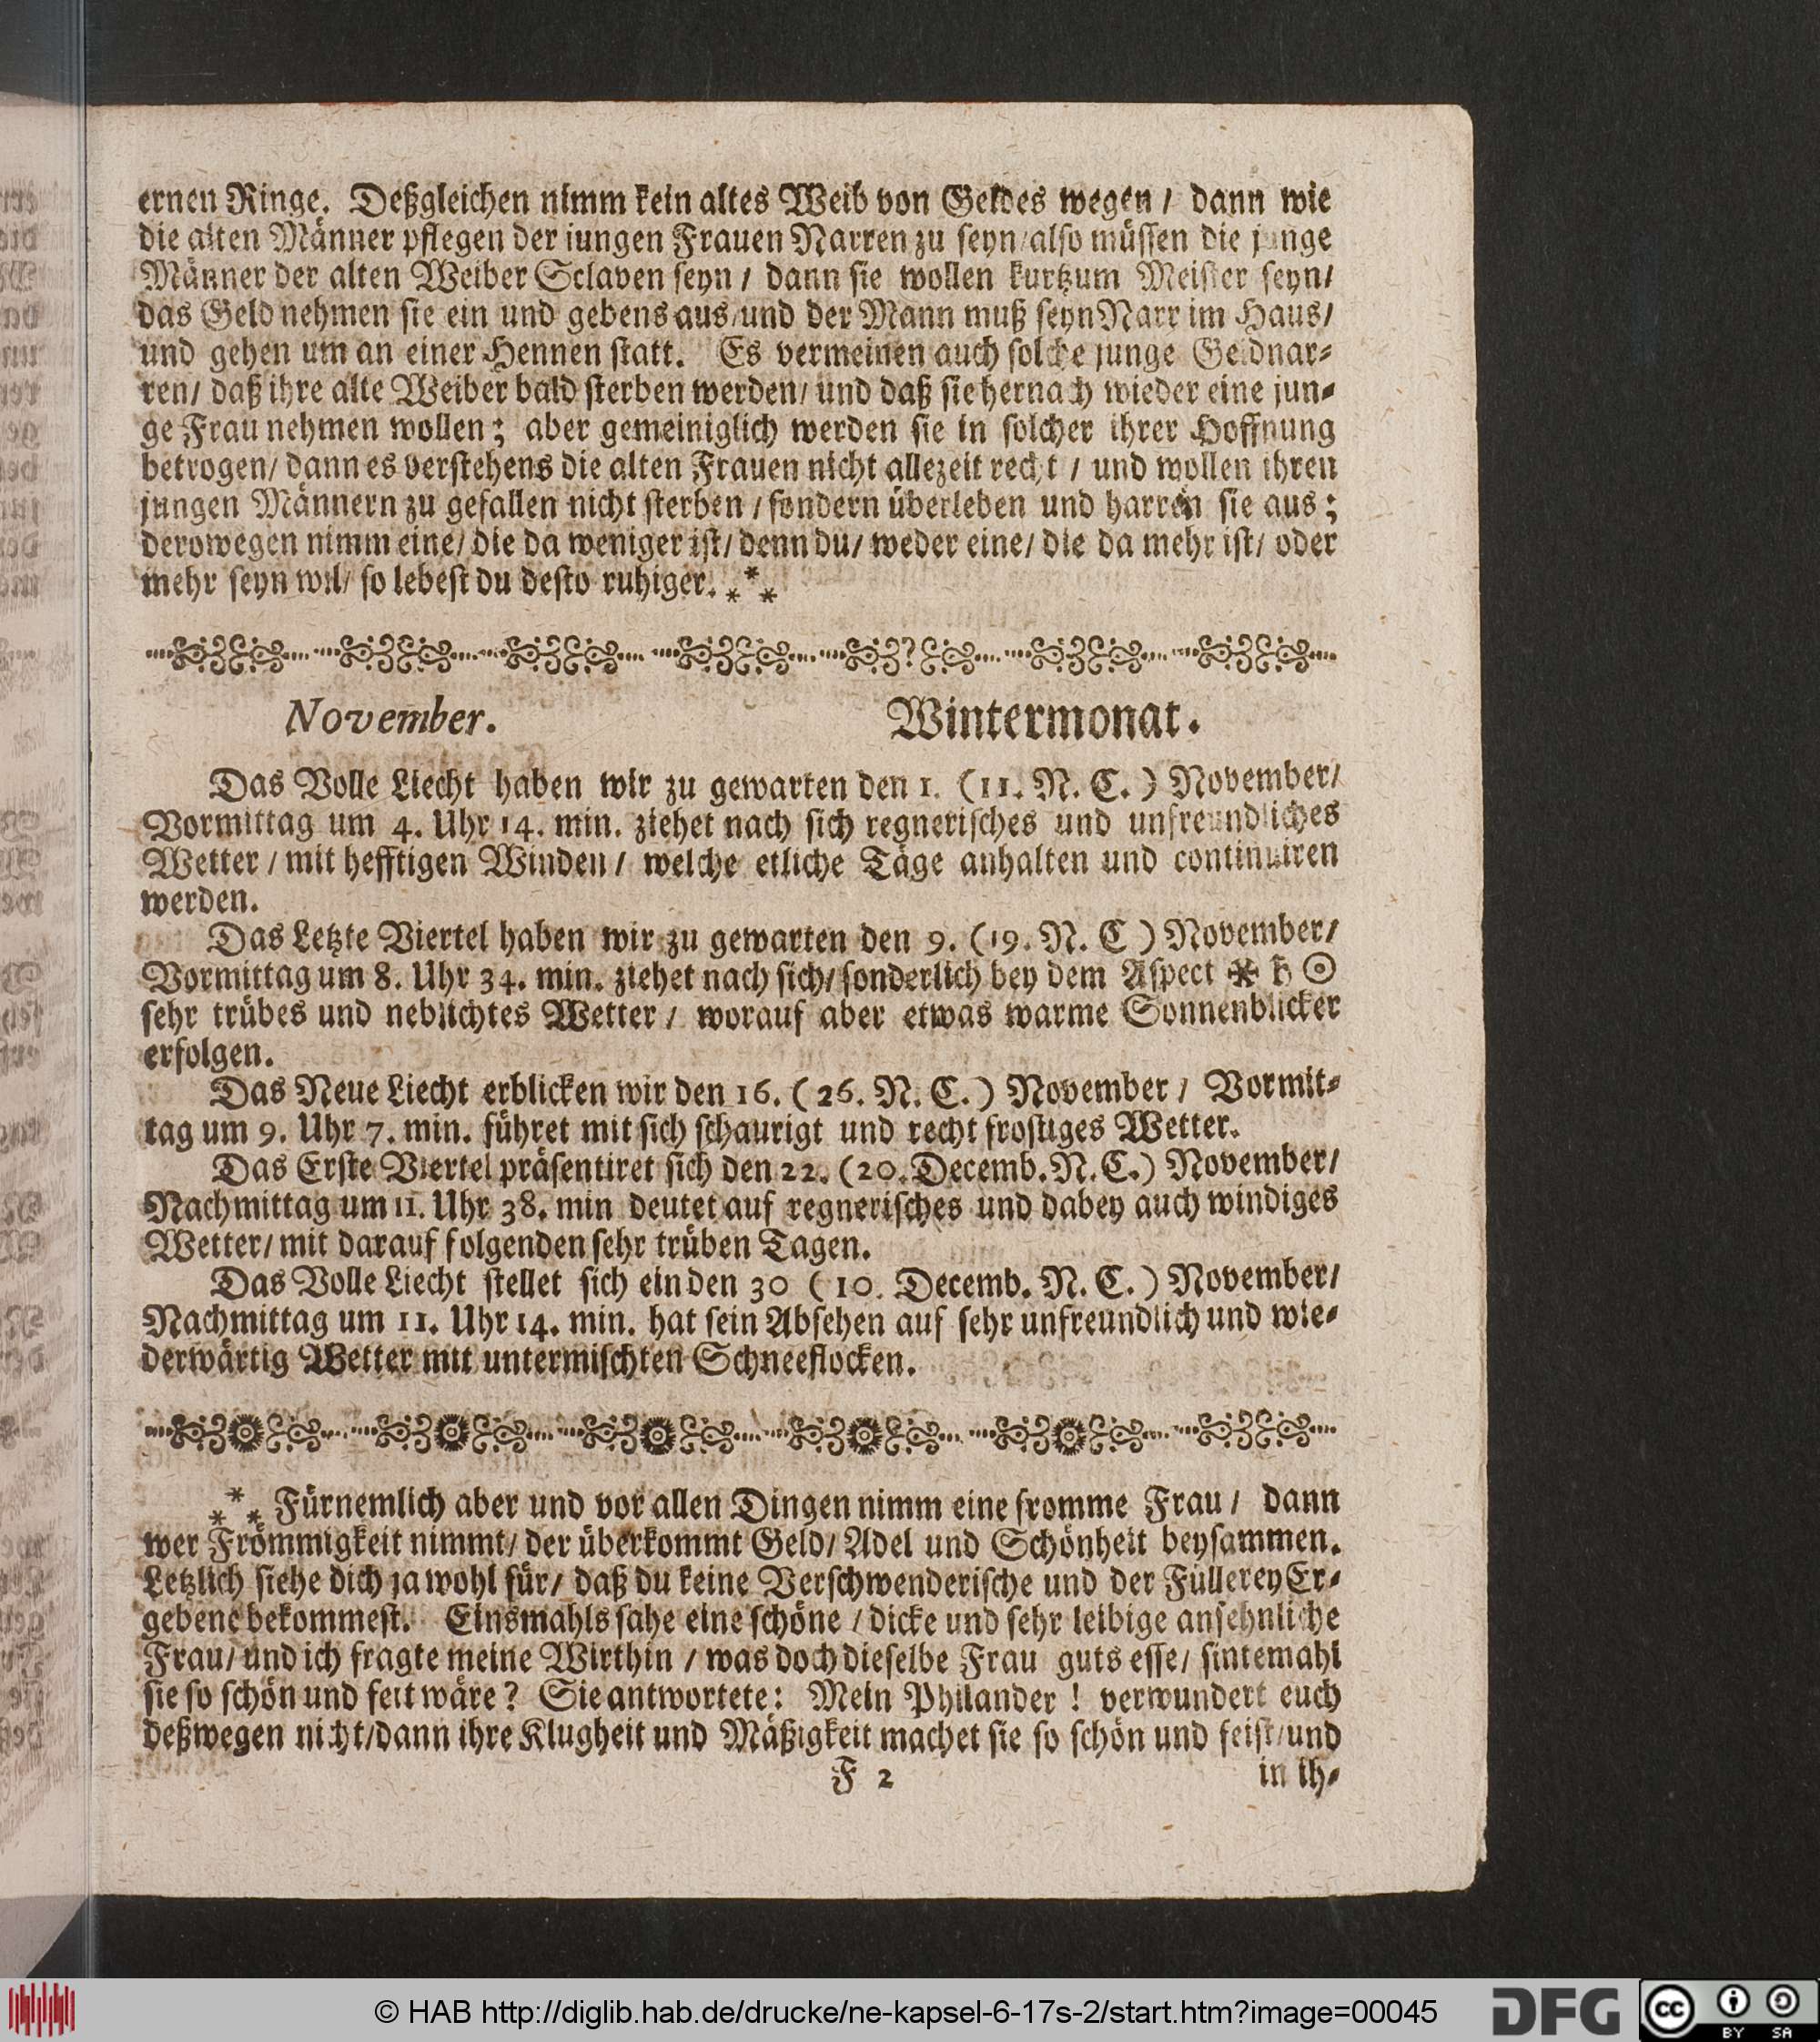 ernen Ringe. Deßgleichen nimm kein altes Weib von Geldes wegen / dann wie
die alten Männer pflegen der jungen Frauen Narren zu seyn/also müssen die junge
Männer der alten Weiber Sclaven seyn / dann sie wollen kurtzum Meister seyn/
das Geld nehmen sie ein und gebens aus/und der Mann muß seyn Narr im Haus/
und gehen um an einer Hennen statt. Es vermeinen auch solche junge Geldnar-
ren/ daß ihre alte Weiber bald sterben werden/ und daß sie hernach wieder eine jun-
ge Frau nehmen wollen; aber gemeiniglich werden sie in solcher ihrer Hoffnung
betrogen/ dann es verstehens die alten Frauen nicht allezeit recht / und wollen ihren
jungen Männern zu gefallen nicht sterben / sondern überleben und harren sie aus;
derowegen nimm eine/ die da weniger ist/ denn du/ weder eine/ die da mehr ist/ oder
mehr seyn wil/ so lebest du desto ruhiger. ***
November. Wintermonat.
Das Volle Liecht haben wir zu gewarten den 1. (11. N. C.) November/
Vormittag um 4. Uhr 14. min. ziehet nach sich regnerisches und unfreundliches
Wetter / mit hefftigen Winden / welche etliche Täge anhalten und continuiren
werden.
Das Letzte Viertel haben wir zu gewarten den 9. (19. N. C ) November/
Vormittag um 8. Uhr 34. min. ziehet nach sich/ sonderlich bey dem Aspect ⚹ ♄ ☉
sehr trübes und neblichtes Wetter / worauf aber etwas warme Sonnenblicker
erfolgen.
Das Neue Liecht erblicken wir den 16. (26. N. C.) November / Vormit-
tag um 9. Uhr 7. min. führet mit sich schaurigt und recht frostiges Wetter.
Das Erste Viertel präsentiret sich den 22. (20. Decemb. N. C.) November/
Nachmittag um 11. Uhr 38. min deutet auf regnerisches und dabey auch windiges
Wetter/ mit darauf folgenden sehr trüben Tagen.
Das Volle Liecht stellet sich ein den 30 (10. Decemb. N. C.) November/
Nachmittag um 11. Uhr 14. min. hat sein Absehen auf sehr unfreundlich und wie-
derwärtig Wetter mit untermischten Schneeflocken.
*** Fürnemlich aber und vor allen Dingen nimm eine fromme Frau / dann
wer Frömmigkeit nimmt/ der überkommt Geld/ Adel und Schönheit beysammen.
Letzlich siehe dich ja wohl für/ daß du keine Verschwenderische und der Füllerey Er-
gebene bekommest. Einsmahls sahe eine schöne / dicke und sehr leibige ansehnliche
Frau/ und ich fragte meine Wirthin / was doch dieselbe Frau guts esse/ sintemahl
sie so schön und feit wäre? Sie antwortete: Mein Philander ! verwundert euch
deßwegen nicht/dann ihre Klugheit und Mäßigkeit machet sie so schön und feist/und
F 2 in ih-
© HAB http://diglib.hab.de/drucke/ne-kapsel-6-17s-2/start.htm?image=00045
DFG
cc BY SA